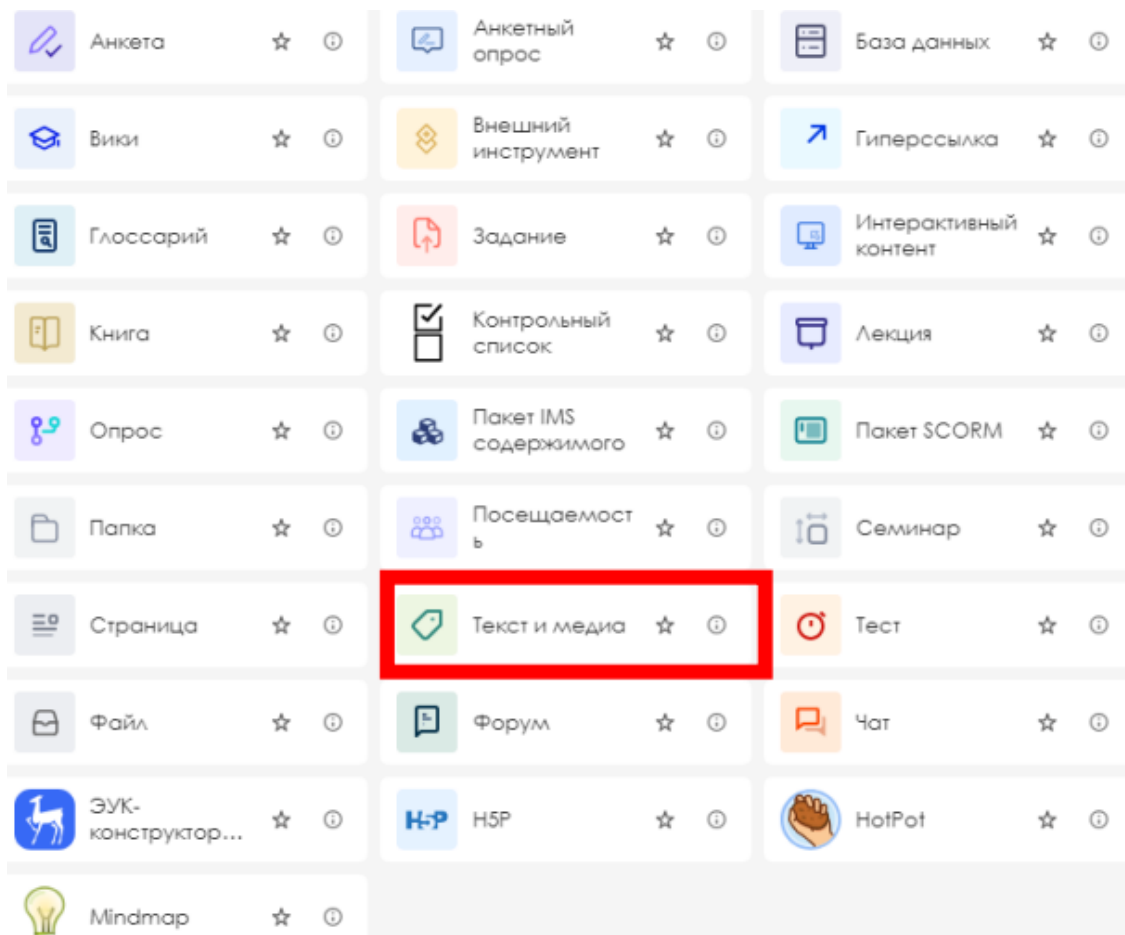 Анкета
Анкетный
опрос
База данных
Вики
Внешний
инструмент
Гиперссылка
Глоссарий
Задание
Интерактивный
контент
Книга
Контрольный
список
Лекция
Опрос
Пакет IMS
содержимого
Пакет SCORM
Папка
Посещаемост
ь
Семинар
Страница
Текст и медиа
Тест
Файл
Форум
Чат
ЭУК-
конструктор...
H5P
H5P
HotPot
Mindmap